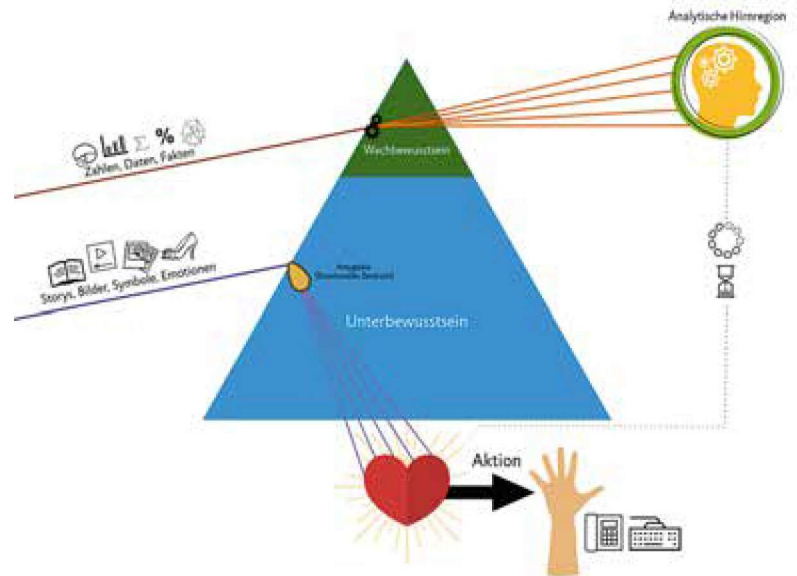 Analytische Hirnregion
Σ %
Zahlen, Daten, Fakten
Wachbewusstsein
Storys, Bilder, Symbole, Emotionen
Unterbewusstsein
Aktion